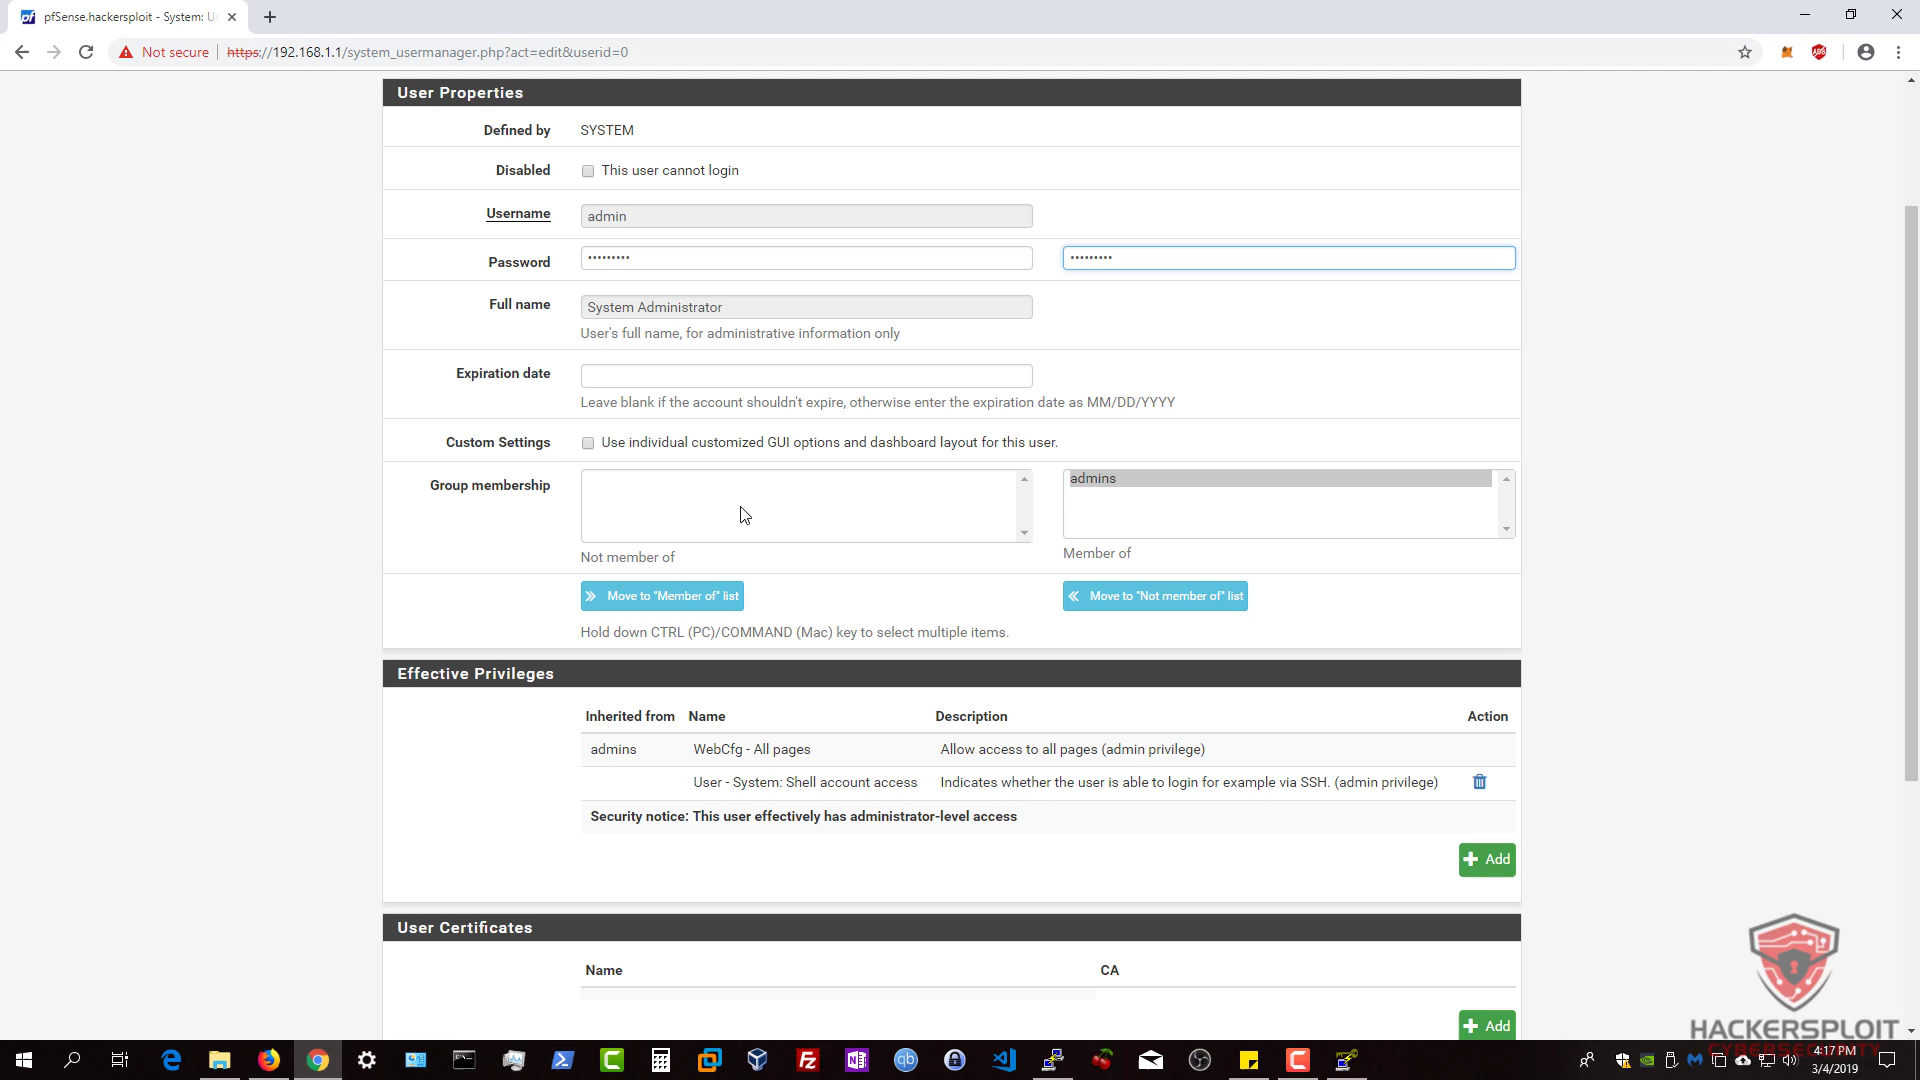 pfSense.hackersploit - System: Us
Not secure
https://192.168.1.1/system_usermanager.php?act=edit&userid=0
User Properties
Defined by SYSTEM
Disabled This user cannot login
Username admin
Password ••••••••• •••••••••
Full name System Administrator
User's full name, for administrative information only
Expiration date
Leave blank if the account shouldn't expire, otherwise enter the expiration date as MM/DD/YYYY
Custom Settings Use individual customized GUI options and dashboard layout for this user.
Group membership admins
Not member of Member of
Move to "Member of" list Move to "Not member of" list
Hold down CTRL (PC)/COMMAND (Mac) key to select multiple items.
Effective Privileges
Inherited from Name Description Action
admins WebCfg - All pages Allow access to all pages (admin privilege)
User - System: Shell account access Indicates whether the user is able to login for example via SSH. (admin privilege)
Security notice: This user effectively has administrator-level access
Add
User Certificates
Name CA
Add
HACKERSPLOIT
CYBERSECURITY
4:17 PM
3/4/2019